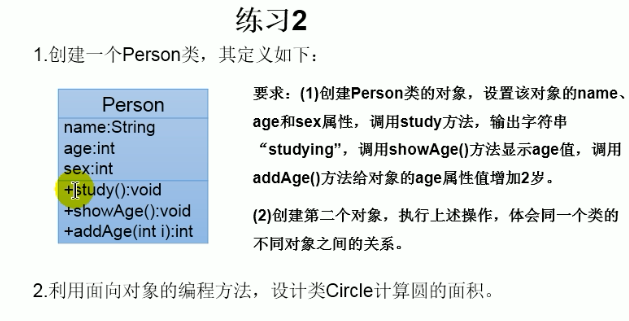 练习2
1.创建一个Person类，其定义如下：
Person
name:String
age:int
sex:int
+study():void
+showAge():void
+addAge(int i):int
要求：(1)创建Person类的对象，设置该对象的name、
age和sex属性，调用study方法，输出字符串
“studying”，调用showAge()方法显示age值，调用
addAge()方法给对象的age属性值增加2岁。
(2)创建第二个对象，执行上述操作，体会同一个类的
不同对象之间的关系。
2.利用面向对象的编程方法，设计类Circle计算圆的面积。